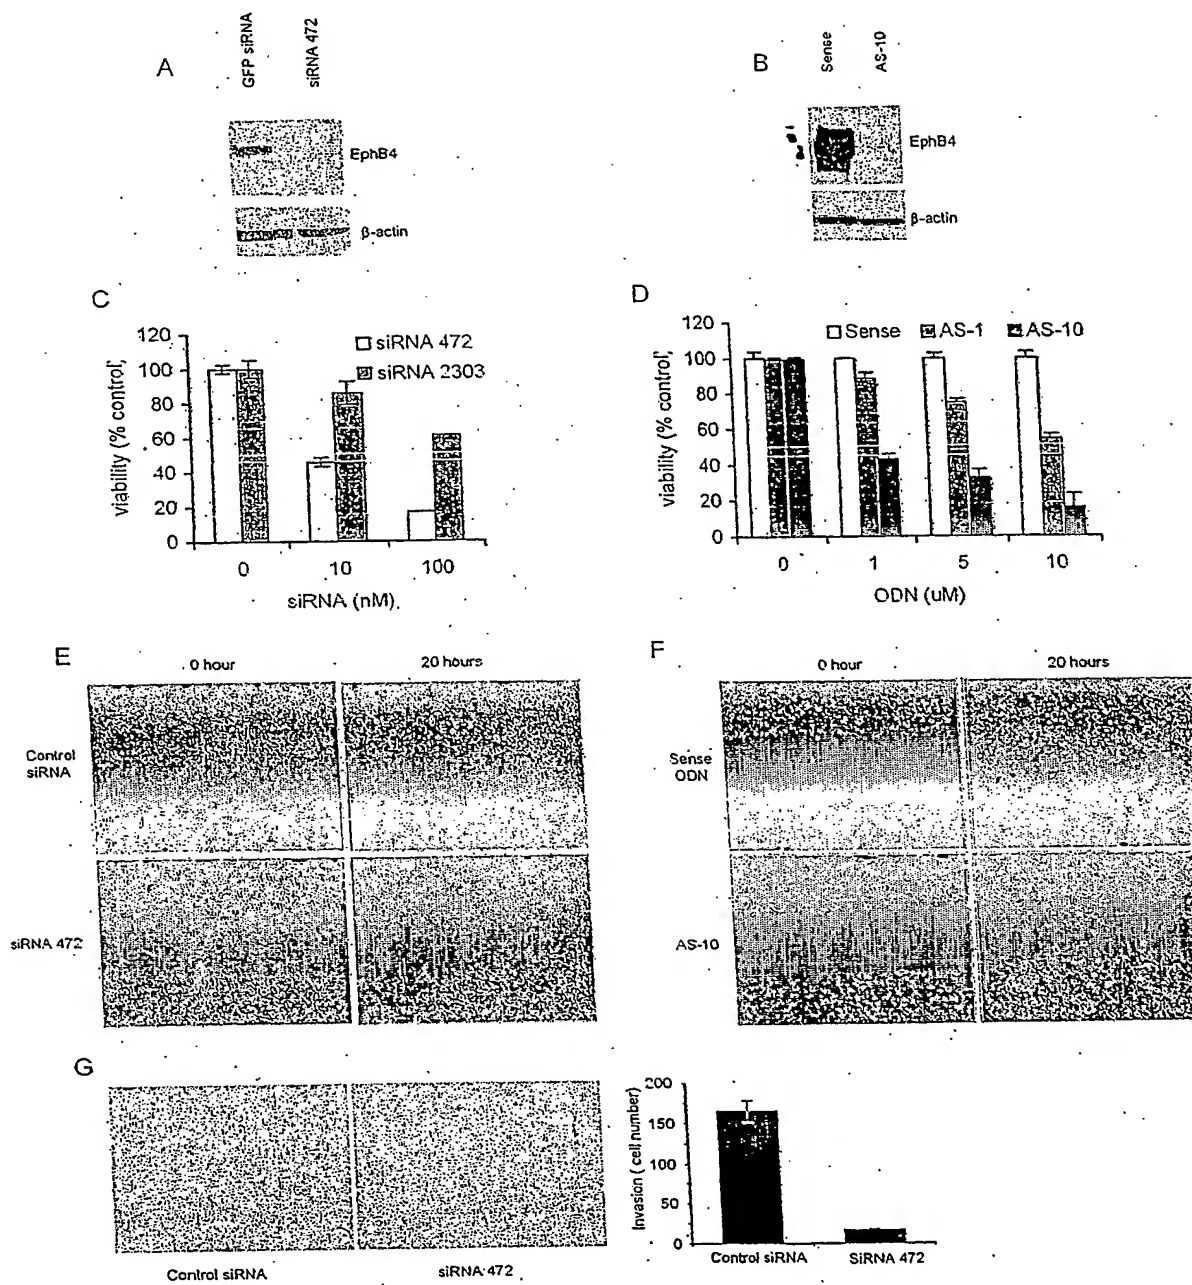 A
GFP siRNA
siRNA 472
EphB4
β-actin
B
Sense
AS-10
EphB4
β-actin
C
120
100
80
60
40
20
0
viability (% control)
siRNA 472
siRNA 2303
0 10 100
siRNA (nM)
D
120
100
80
60
40
20
0
viability (% control)
Sense AS-1 AS-10
0 1 5 10
ODN (uM)
E
0 hour 20 hours
Control
siRNA
siRNA 472
F
0 hour 20 hours
Sense
ODN
AS-10
G
Control siRNA siRNA 472
200
150
100
50
0
Invasion ( cell number)
Control siRNA SiRNA 472